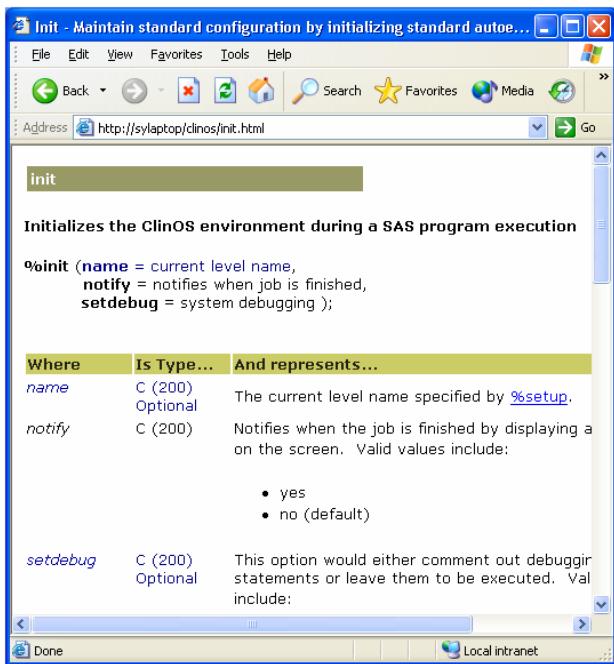 Init - Maintain standard configuration by initializing standard autoe...
File Edit View Favorites Tools Help
Back Search Favorites Media »
Address http://sylaptop/clinos/init.html Go
init
Initializes the ClinOS environment during a SAS program execution
%init (name = current level name,
notify = notifies when job is finished,
setdebug = system debugging );
Where Is Type... And represents...
name C (200) Optional The current level name specified by %setup.
notify C (200) Notifies when the job is finished by displaying a
on the screen. Valid values include:
• yes
• no (default)
setdebug C (200) This option would either comment out debuggin
Optional statements or leave them to be executed. Val
include:
Done Local intranet